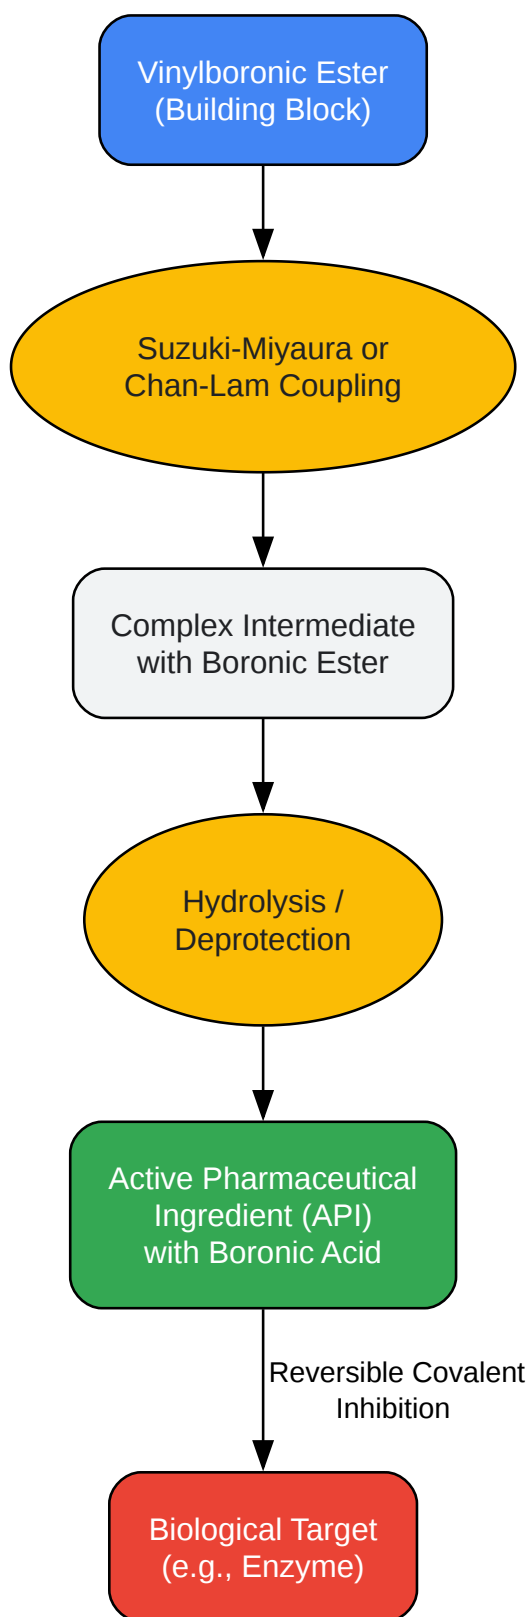 Vinylboronic Ester
(Building Block)
Suzuki-Miyaura or
Chan-Lam Coupling
Complex Intermediate
with Boronic Ester
Hydrolysis /
Deprotection
Active Pharmaceutical
Ingredient (API)
with Boronic Acid
Reversible Covalent
Inhibition
Biological Target
(e.g., Enzyme)